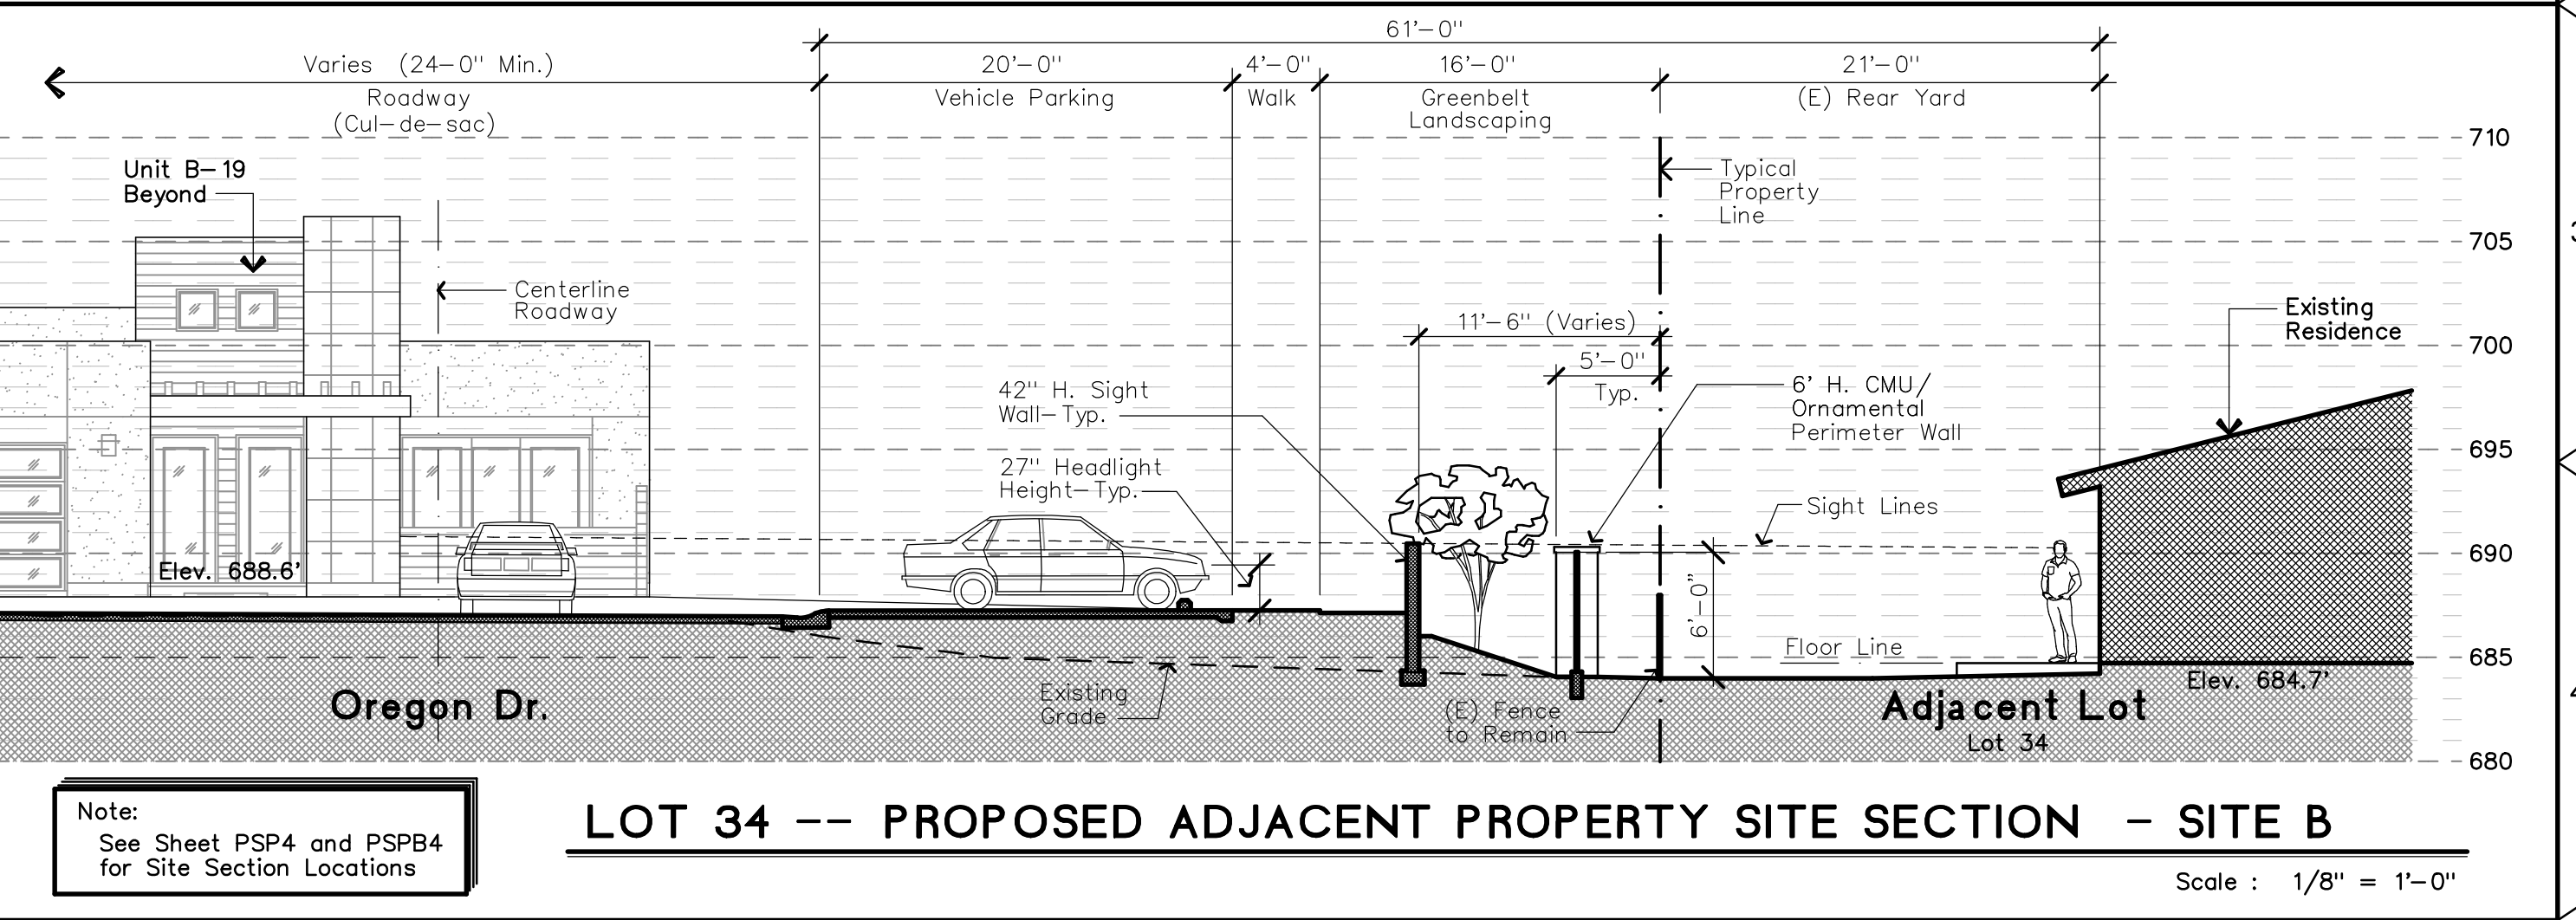 61'-0"
Varies (24-0" Min.)
20'-0"
4'-0"
16'-0"
21'-0"
Roadway
(Cul-de-sac)
Vehicle Parking
Walk
Greenbelt
Landscaping
(E) Rear Yard
710
Unit B-19
Beyond
Typical
Property
Line
705
Centerline
Roadway
11'-6" (Varies)
Existing
Residence
700
5'-0"
Typ.
42" H. Sight
Wall-Typ.
6' H. CMU/
Ornamental
Perimeter Wall
695
27" Headlight
Height-Typ.
Sight Lines
690
Elev. 688.6'
6'-0"
Floor Line
685
Elev. 684.7'
Existing
Grade
Oregon Dr.
(E) Fence
to Remain
Adjacent Lot
Lot 34
680
Note:
See Sheet PSP4 and PSPB4
for Site Section Locations
LOT 34 -- PROPOSED ADJACENT PROPERTY SITE SECTION - SITE B
Scale : 1/8" = 1'-0"